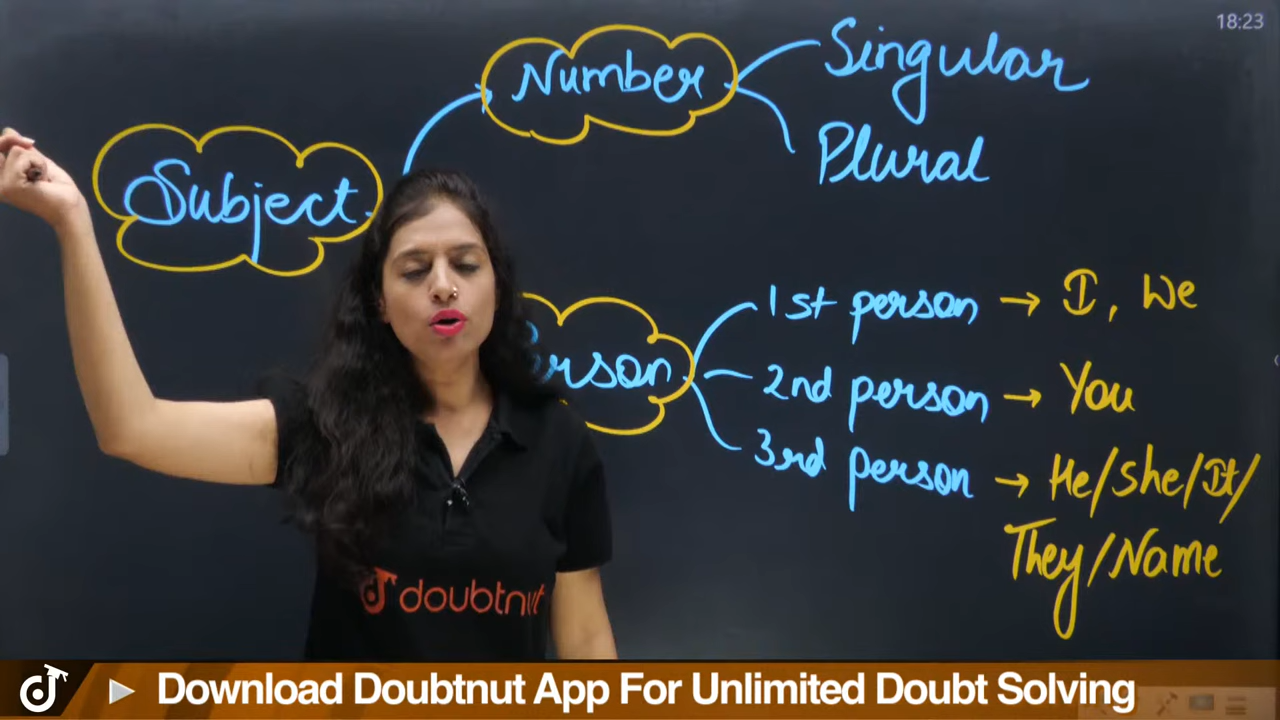 18:23
Number
Singular
Plural
Subject
1st person → I, We
erson
2nd person → You
3rd person → He/She/It/
They/Name
doubtnut
Download Doubtnut App For Unlimited Doubt Solving